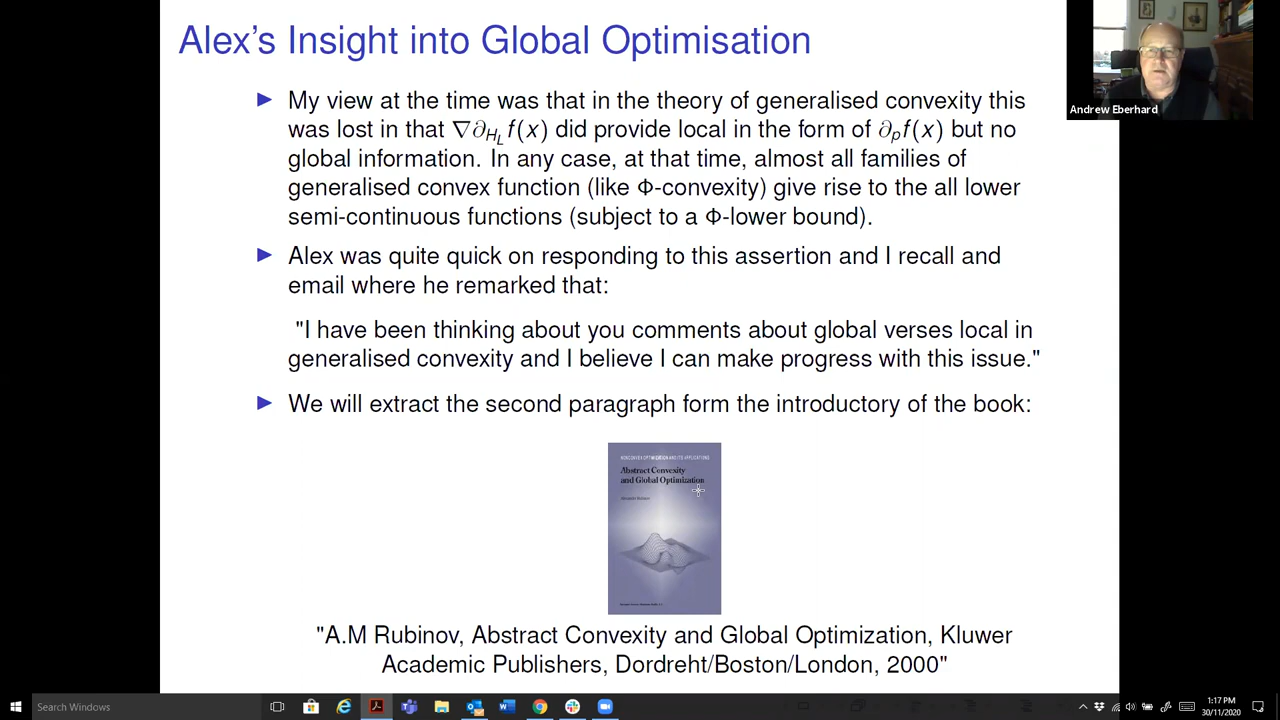 Alex's Insight into Global Optimisation
Andrew Eberhard
▶ My view at the time was that in the theory of generalised convexity this
was lost in that ∇∂_{H_L} f(x) did provide local in the form of ∂_p f(x) but no
global information. In any case, at that time, almost all families of
generalised convex function (like Φ-convexity) give rise to the all lower
semi-continuous functions (subject to a Φ-lower bound).
▶ Alex was quite quick on responding to this assertion and I recall and
email where he remarked that:
"I have been thinking about you comments about global verses local in
generalised convexity and I believe I can make progress with this issue."
▶ We will extract the second paragraph form the introductory of the book:
NONCONVEX OPTIMIZATION AND ITS APPLICATIONS
Abstract Convexity
and Global Optimization
Alexander Rubinov
"A.M Rubinov, Abstract Convexity and Global Optimization, Kluwer
Academic Publishers, Dordreht/Boston/London, 2000"
Search Windows
1:17 PM
30/11/2020